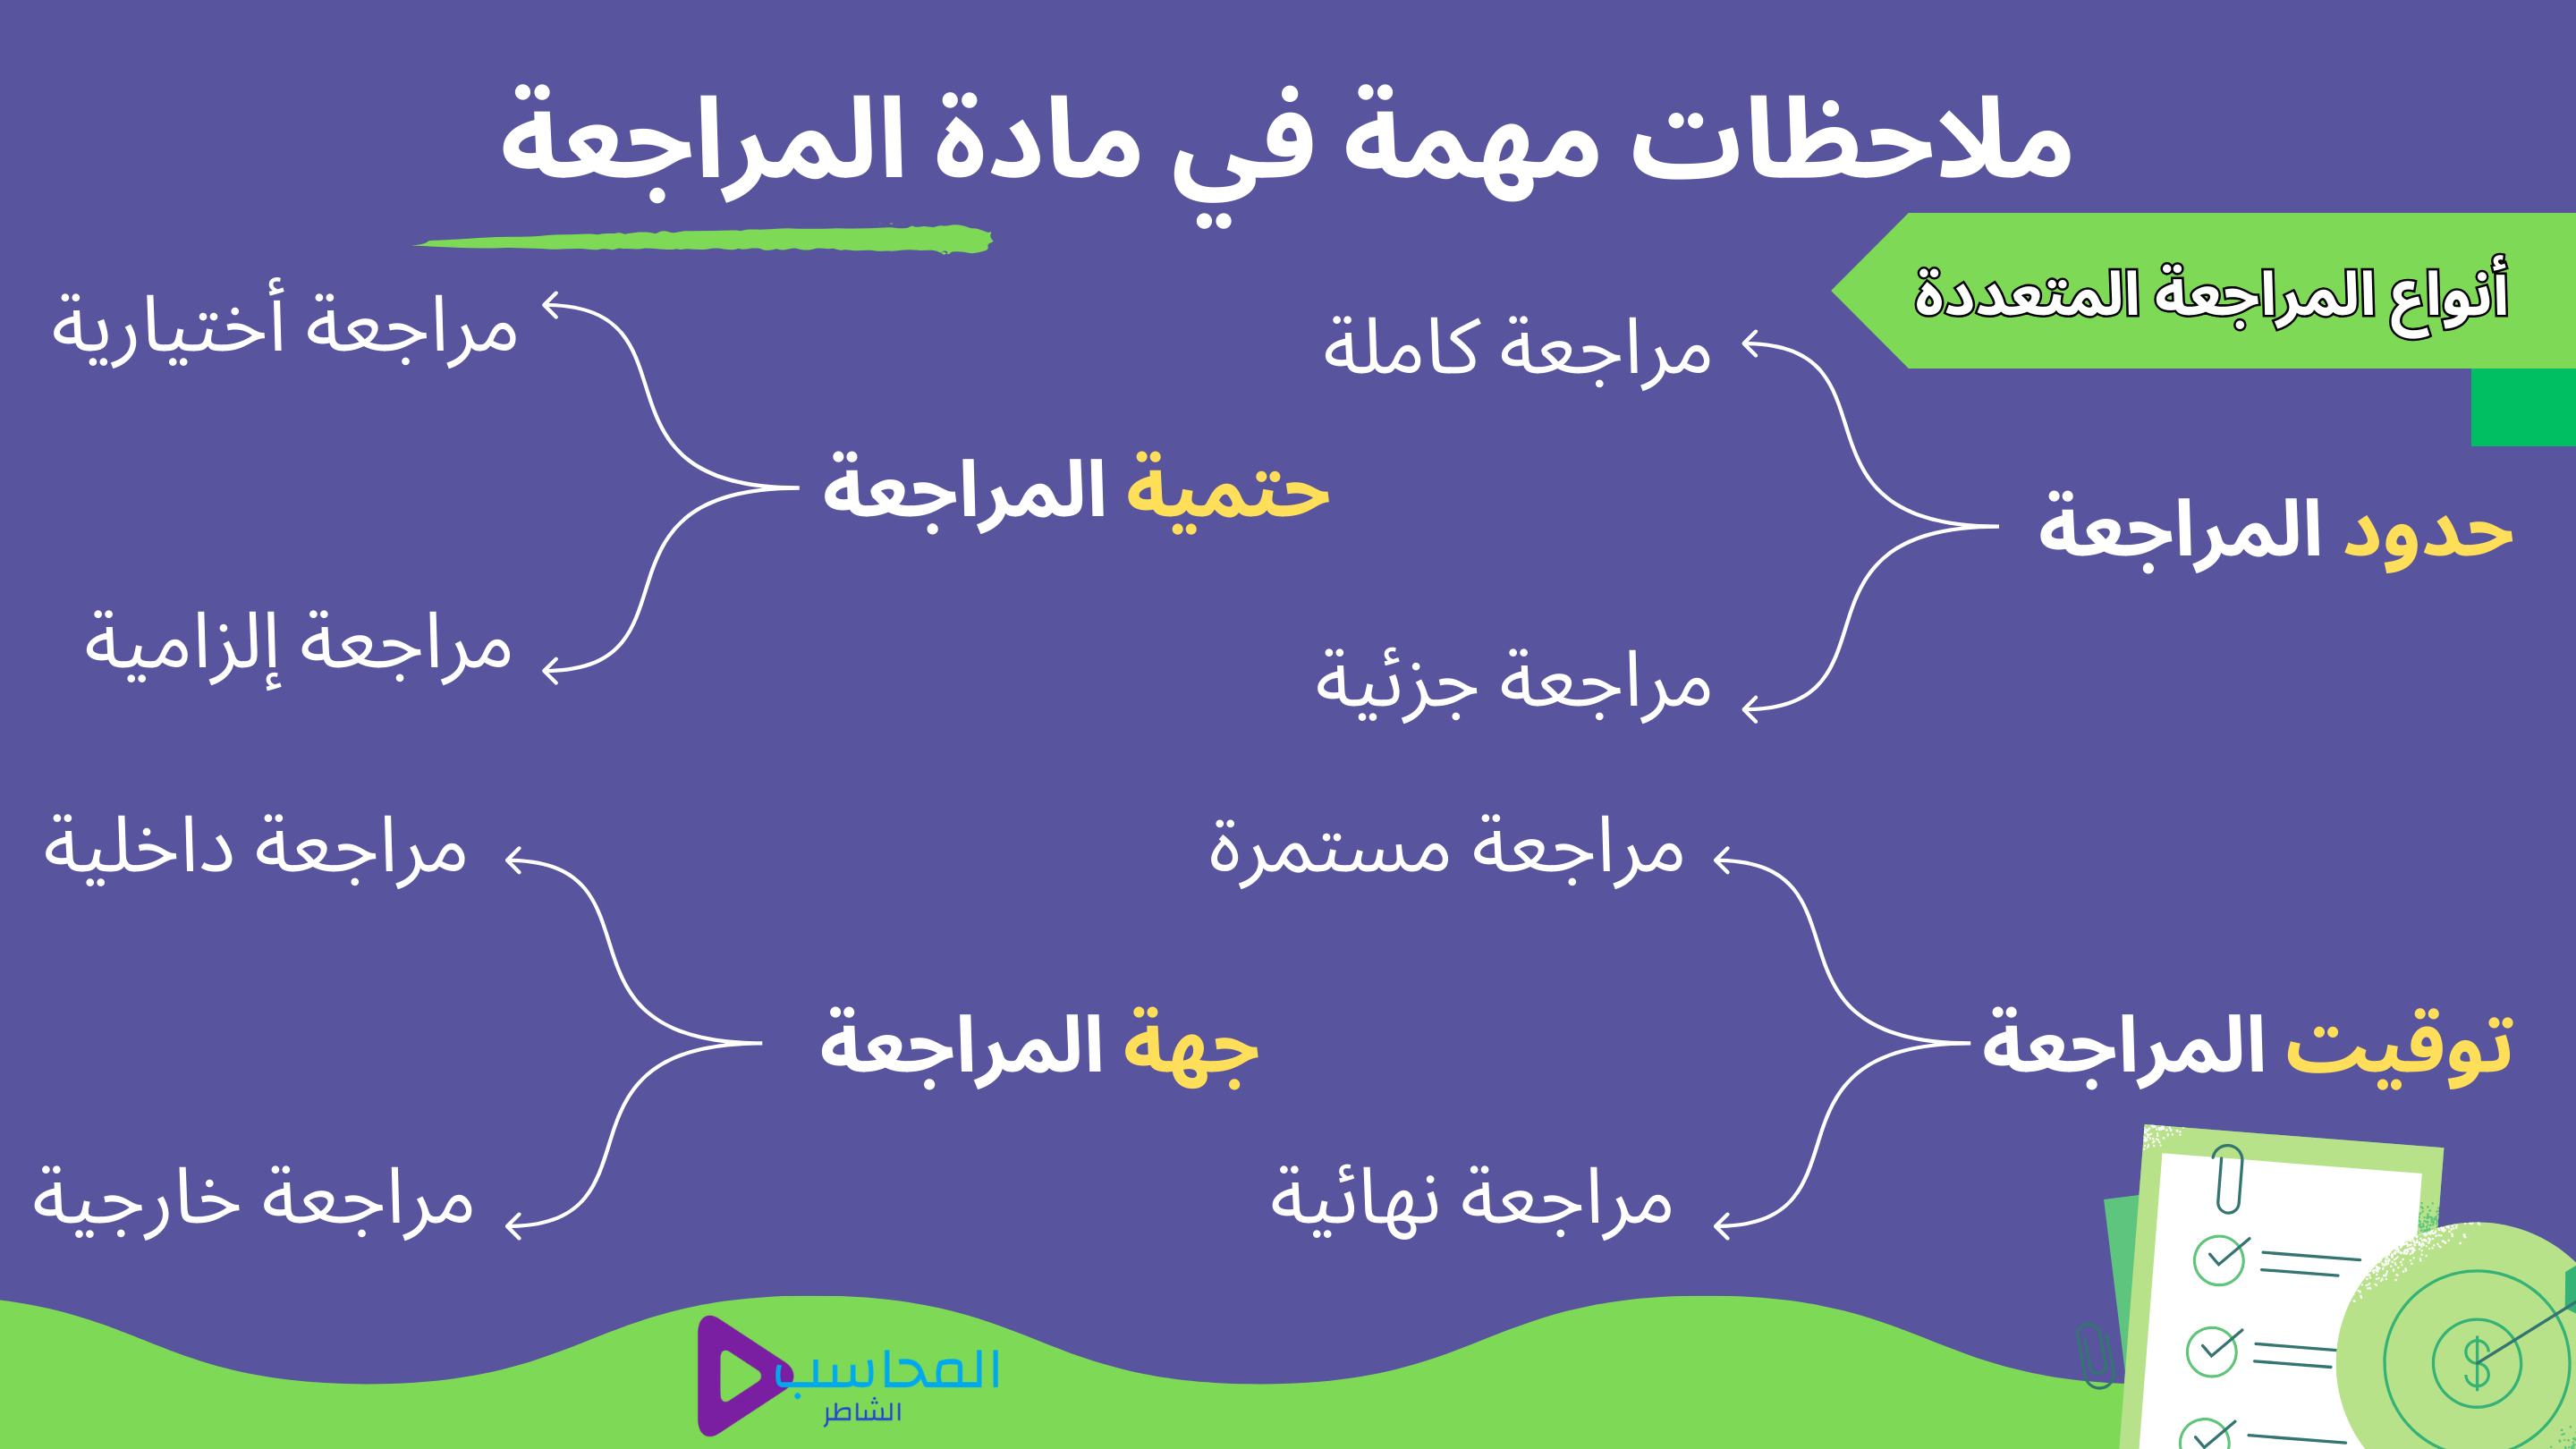 ملاحظات مهمة في مادة المراجعة
أنواع المراجعة المتعددة
حدود المراجعة
مراجعة كاملة
مراجعة جزئية
حتمية المراجعة
مراجعة أختيارية
مراجعة إلزامية
توقيت المراجعة
مراجعة مستمرة
مراجعة نهائية
جهة المراجعة
مراجعة داخلية
مراجعة خارجية
المحاسب
الشاطر
$